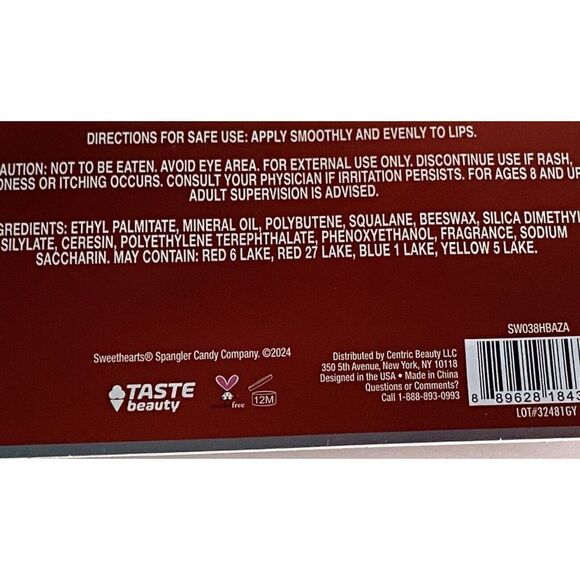 DIRECTIONS FOR SAFE USE: APPLY SMOOTHLY AND EVENLY TO LIPS.
AUTION: NOT TO BE EATEN. AVOID EYE AREA. FOR EXTERNAL USE ONLY. DISCONTINUE USE IF RASH,
DNESS OR ITCHING OCCURS. CONSULT YOUR PHYSICIAN IF IRRITATION PERSISTS. FOR AGES 8 AND UP.
ADULT SUPERVISION IS ADVISED.
GREDIENTS: ETHYL PALMITATE, MINERAL OIL, POLYBUTENE, SQUALANE, BEESWAX, SILICA DIMETHYL
SILYLATE, CERESIN, POLYETHYLENE TEREPHTHALATE, PHENOXYETHANOL, FRAGRANCE, SODIUM
SACCHARIN. MAY CONTAIN: RED 6 LAKE, RED 27 LAKE, BLUE 1 LAKE, YELLOW 5 LAKE.
SW038HBAZA
Sweethearts® Spangler Candy Company. ©2024
Distributed by Centric Beauty LLC
350 5th Avenue, New York, NY 10118
Designed in the USA • Made in China
Questions or Comments?
Call 1-888-893-0993
TASTE
beauty
free
12M
8 89628 1843
LOT#32481GY